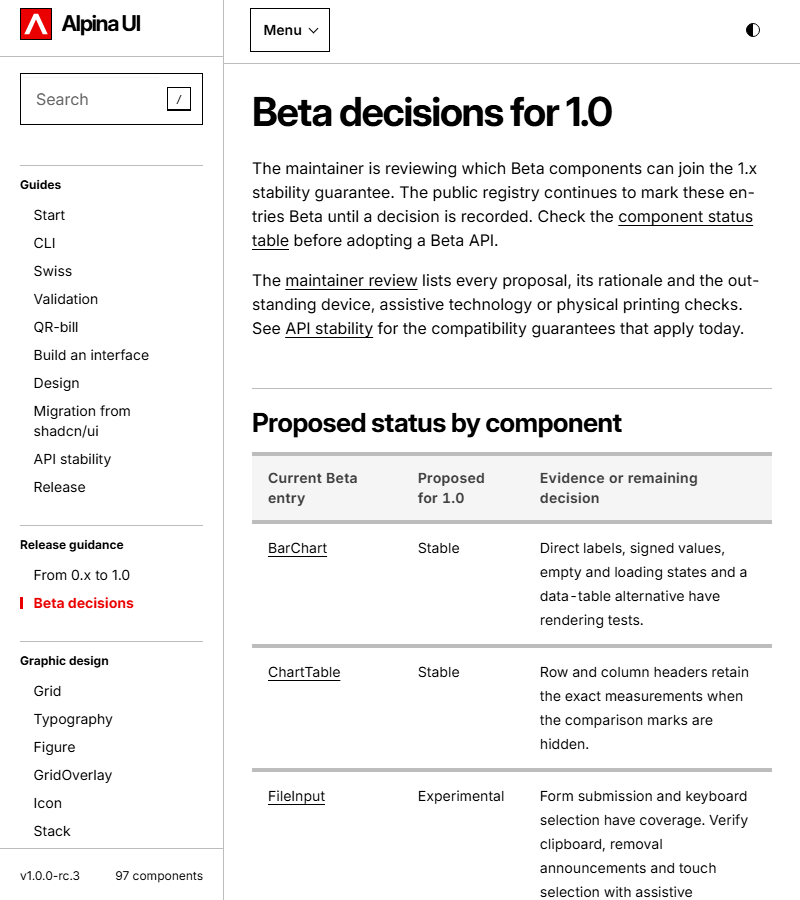 Alpina UI
Search
/
Guides
Start
CLI
Swiss
Validation
QR-bill
Build an interface
Design
Migration from
shadcn/ui
API stability
Release
Release guidance
From 0.x to 1.0
Beta decisions
Graphic design
Grid
Typography
Figure
GridOverlay
Icon
Stack
v1.0.0-rc.3
97 components
Menu
Beta decisions for 1.0
The maintainer is reviewing which Beta components can join the 1.x
stability guarantee. The public registry continues to mark these en-
tries Beta until a decision is recorded. Check the component status
table before adopting a Beta API.
The maintainer review lists every proposal, its rationale and the out-
standing device, assistive technology or physical printing checks.
See API stability for the compatibility guarantees that apply today.
Proposed status by component
Current Beta
entry
Proposed
for 1.0
Evidence or remaining
decision
BarChart
Stable
Direct labels, signed values,
empty and loading states and a
data-table alternative have
rendering tests.
ChartTable
Stable
Row and column headers retain
the exact measurements when
the comparison marks are
hidden.
FileInput
Experimental
Form submission and keyboard
selection have coverage. Verify
clipboard, removal
announcements and touch
selection with assistive